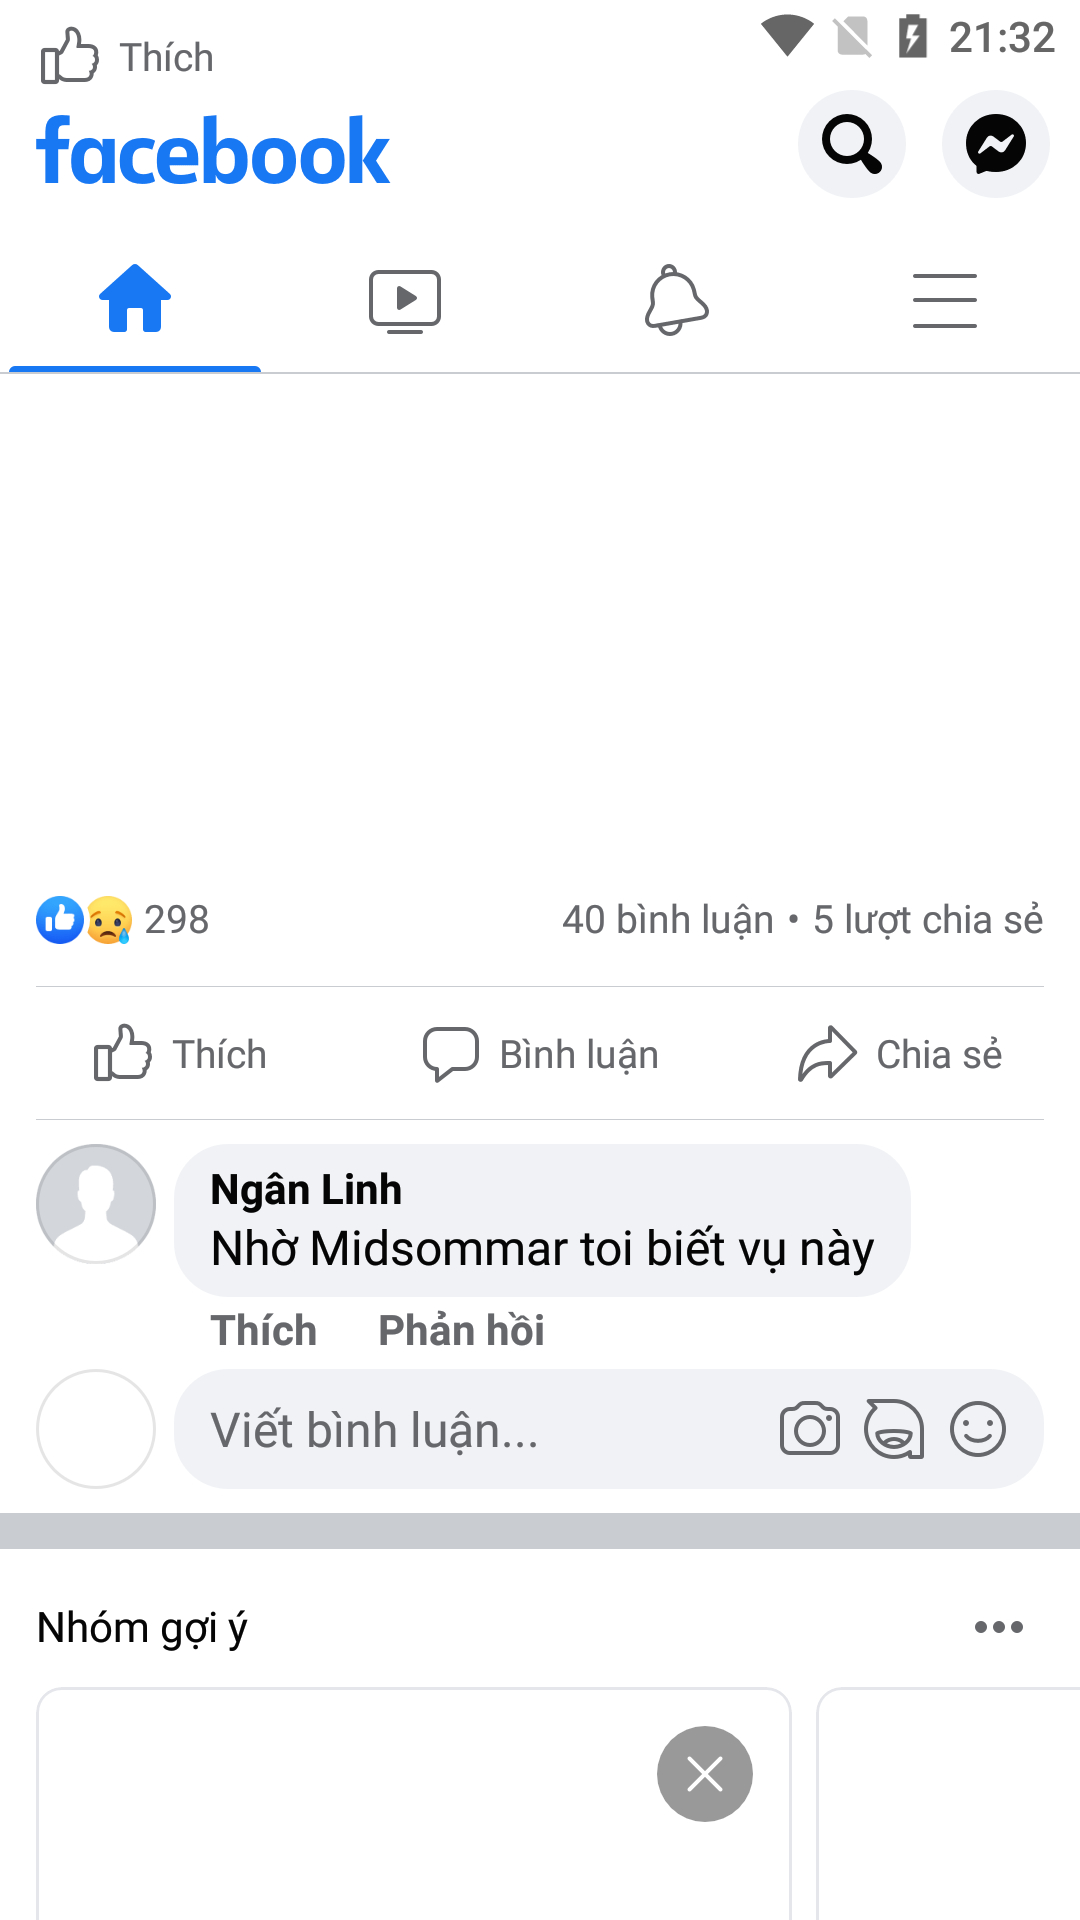 Thích
21:32
facebook
298
40 bình luận • 5 lượt chia sẻ
Thích
Bình luận
Chia sẻ
Ngân Linh
Nhờ Midsommar toi biết vụ này
Thích
Phản hồi
Viết bình luận...
Nhóm gợi ý